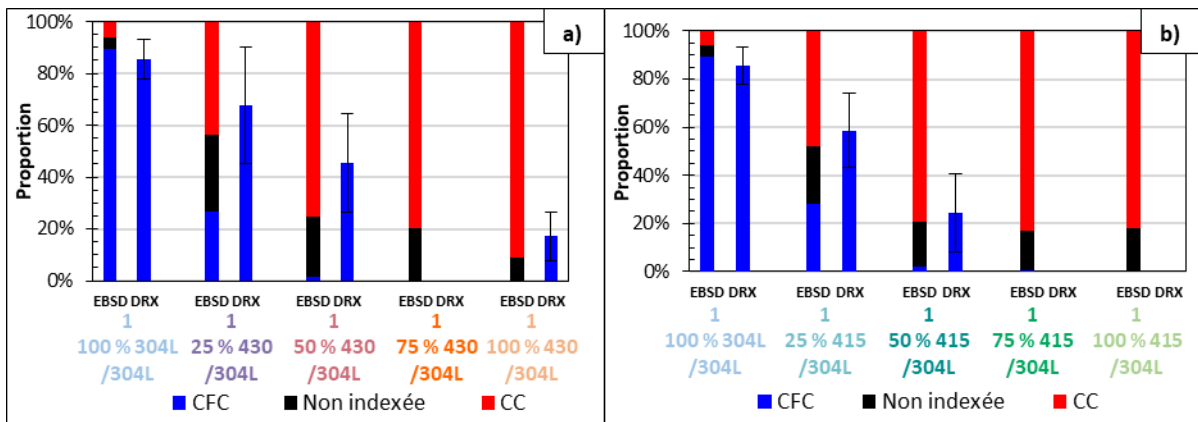 100%
a)
80%
60%
40%
20%
0%
Proportion
EBSD DRX EBSD DRX EBSD DRX EBSD DRX EBSD DRX
1 1 1 1 1
100 % 304L 25 % 430 50 % 430 75 % 430 100 % 430
/304L /304L /304L /304L /304L
CFC Non indexée CC
100%
b)
80%
60%
40%
20%
0%
Proportion
EBSD DRX EBSD DRX EBSD DRX EBSD DRX EBSD DRX
1 1 1 1 1
100 % 304L 25 % 415 50 % 415 75 % 415 100 % 415
/304L /304L /304L /304L /304L
CFC Non indexée CC